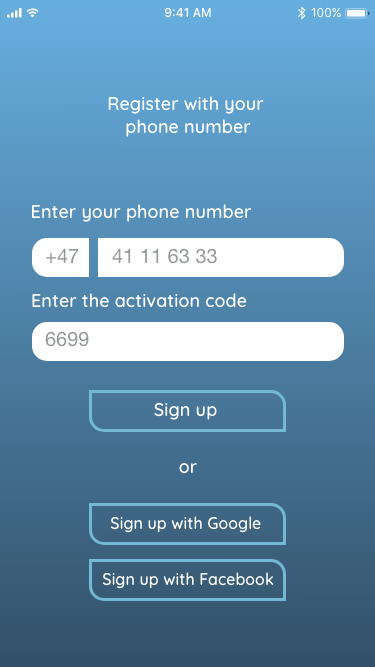 9:41 AM 100%
Register with your
phone number
Enter your phone number
+47 41 11 63 33
Enter the activation code
6699
Sign up
or
Sign up with Google
Sign up with Facebook